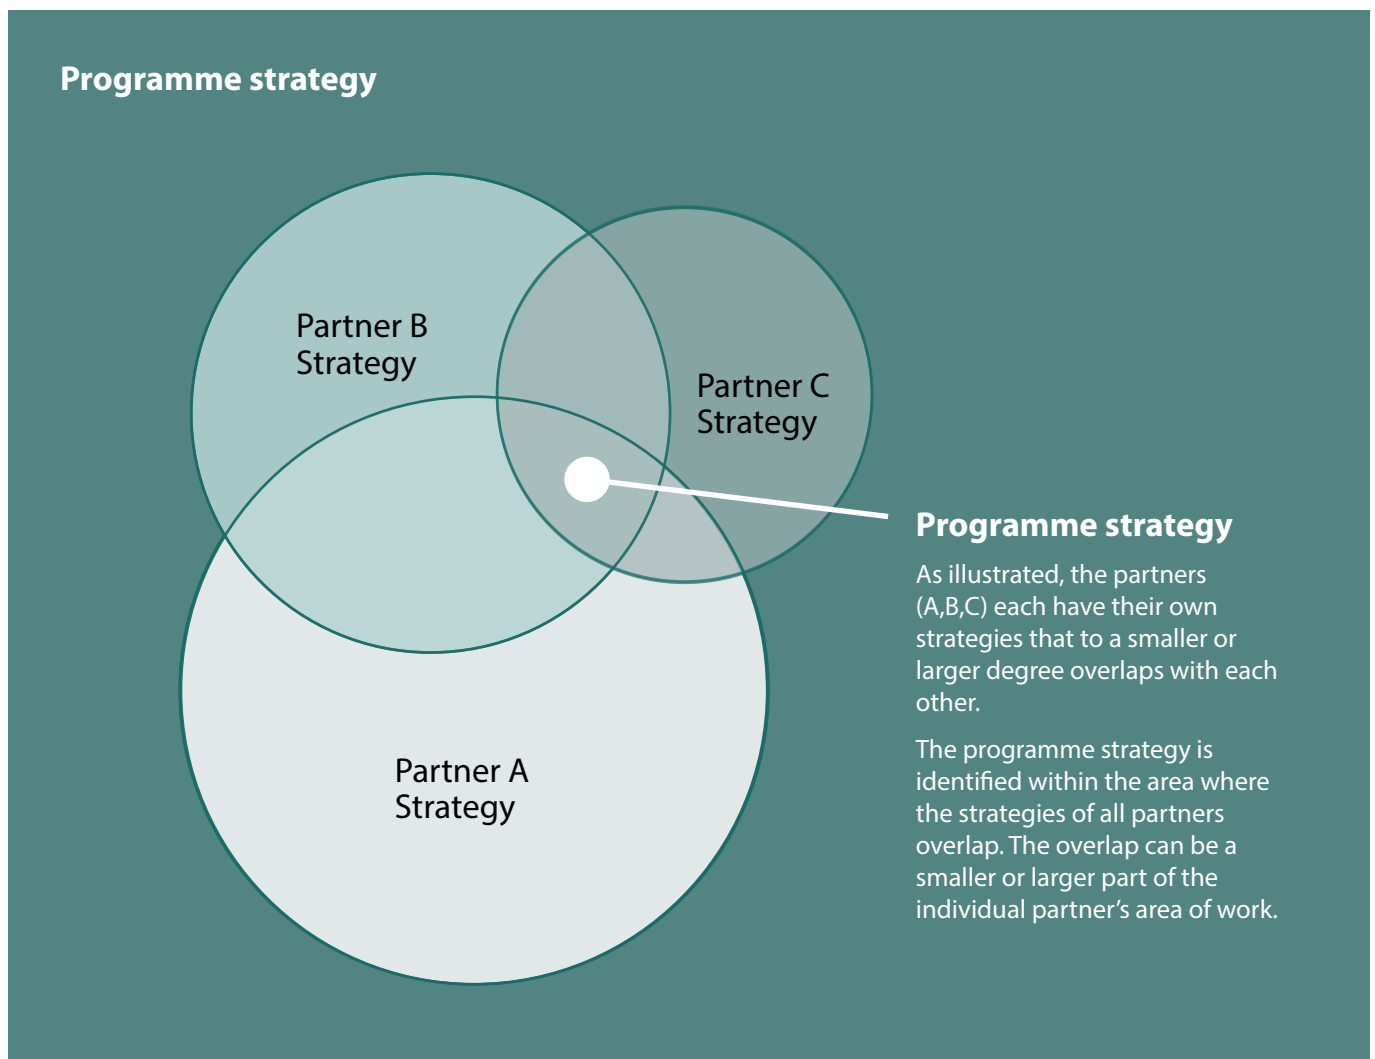 Programme strategy
Partner B
Strategy
Partner C
Strategy
Partner A
Strategy
Programme strategy
As illustrated, the partners
(A,B,C) each have their own
strategies that to a smaller or
larger degree overlaps with each
other.
The programme strategy is
identified within the area where
the strategies of all partners
overlap. The overlap can be a
smaller or larger part of the
individual partner’s area of work.